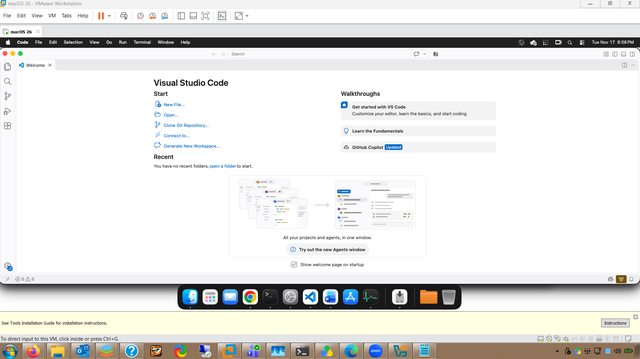 macOS 26 - VMware Workstation
File Edit View VM Tabs Help
macOS 26
Code File Edit Selection View Go Run Terminal Window Help
Tue Nov 17 6:08 PM
Search
Welcome
Visual Studio Code
Start
New File...
Open...
Clone Git Repository...
Connect to...
Generate New Workspace...
Recent
You have no recent folders, open a folder to start.
Walkthroughs
Get started with VS Code
Customize your editor, learn the basics, and start coding
Learn the Fundamentals
GitHub Copilot Updated
All your projects and agents, in one window.
Try out the new Agents window
Show welcome page on startup
0 0
See Tools Installation Guide for installation instructions.
Instructions
To direct input to this VM, click inside or press Ctrl+G.